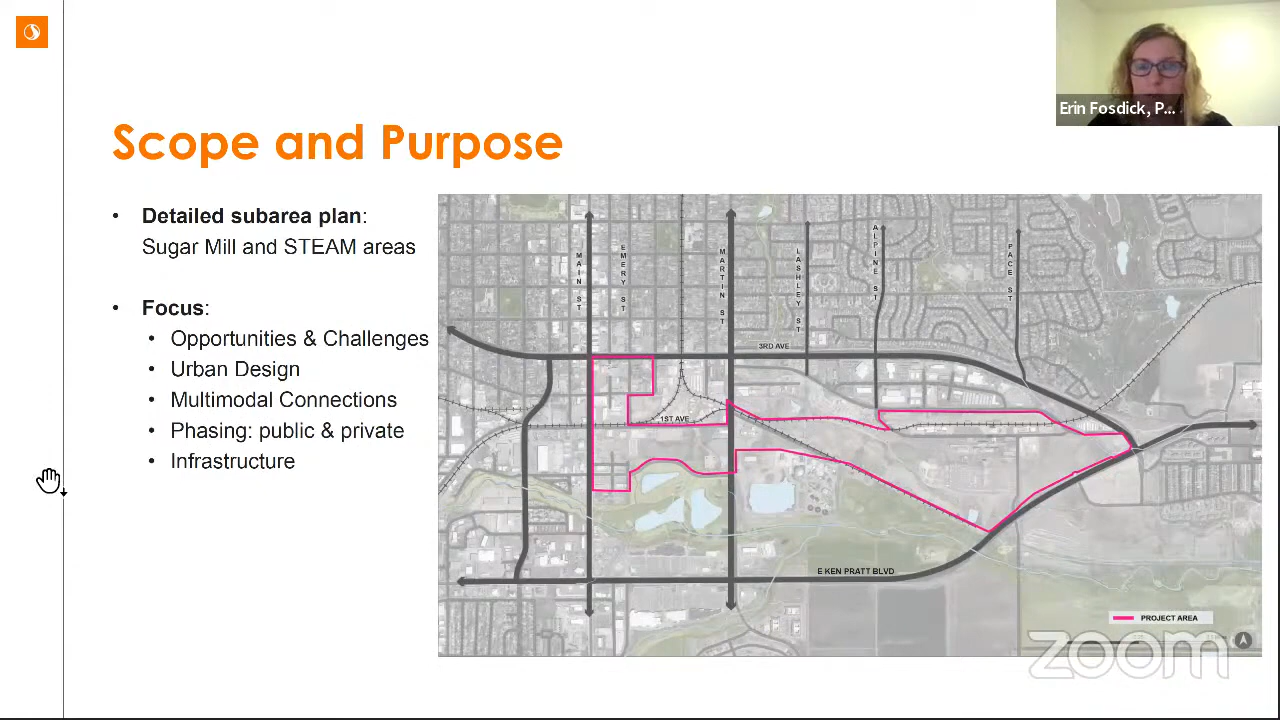 Erin Fosdick, P...
Scope and Purpose
• Detailed subarea plan:
Sugar Mill and STEAM areas
• Focus:
• Opportunities & Challenges
• Urban Design
• Multimodal Connections
• Phasing: public & private
• Infrastructure
MAIN ST
EMERY ST
MARTIN ST
LASHLEY ST
ALPINE ST
PACE ST
3RD AVE
1ST AVE
E KEN PRATT BLVD
PROJECT AREA
zoom